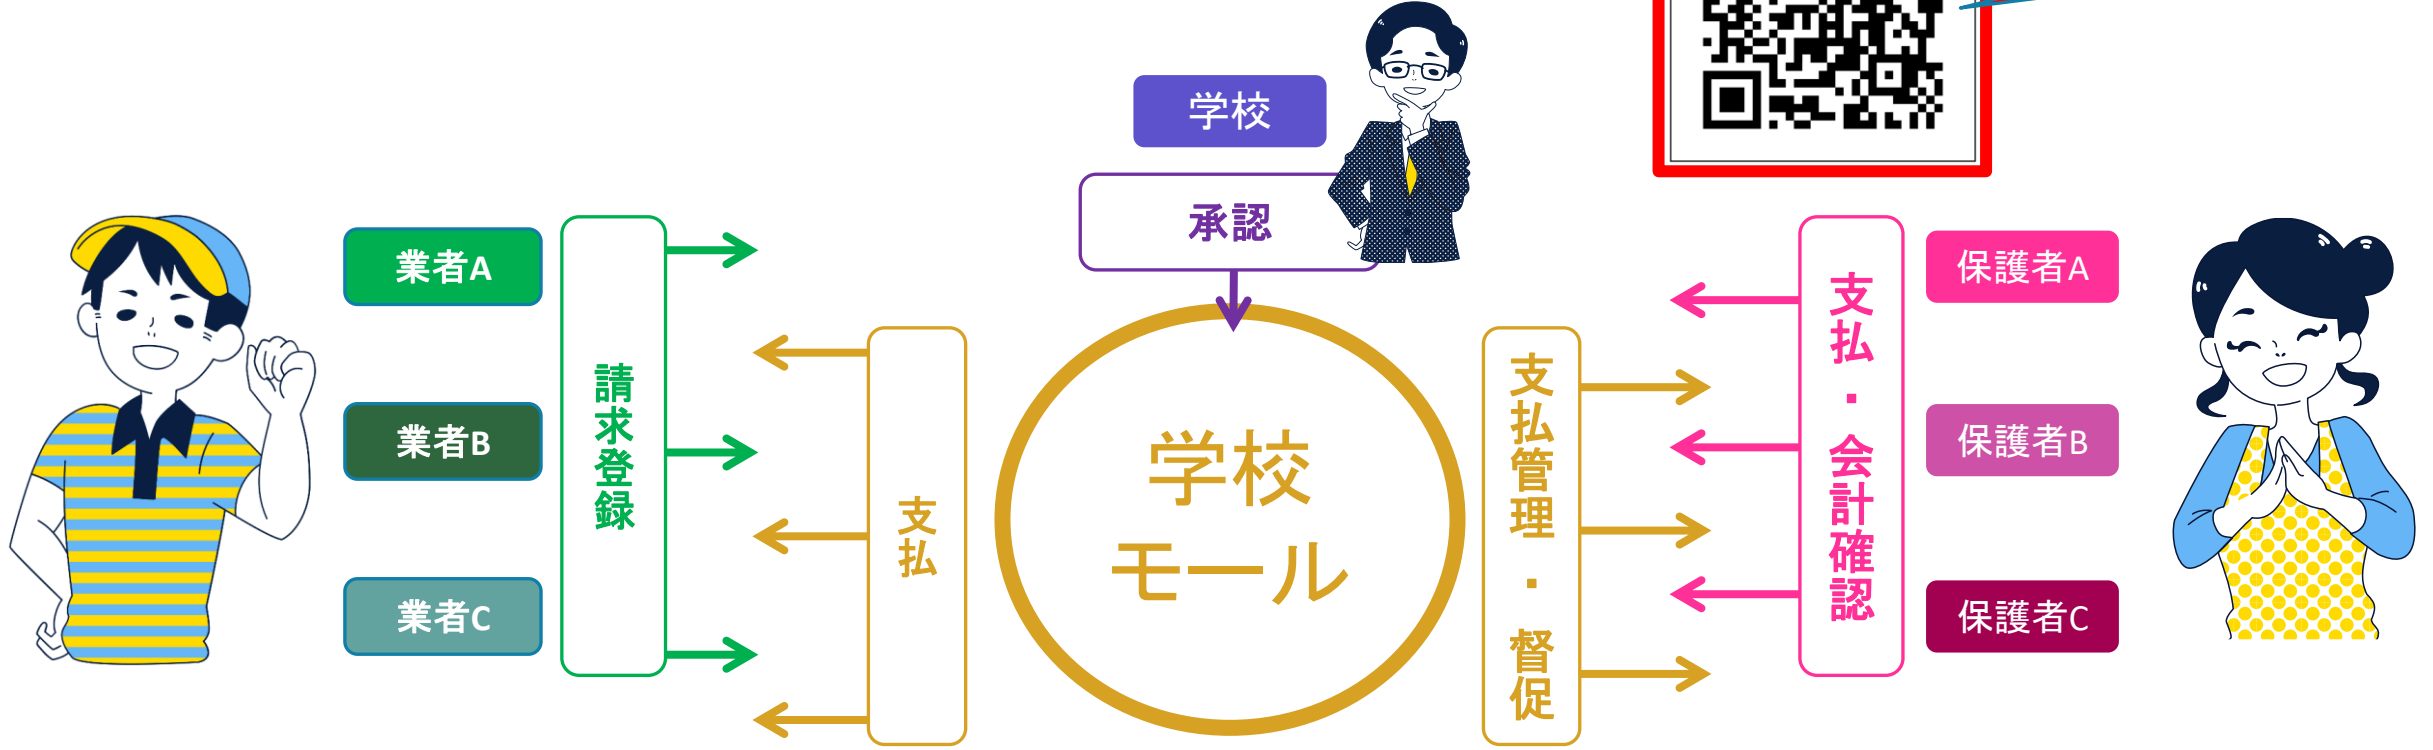 学校
承認
業者A
業者B
業者C
請求登録
支払
学校
モール
支払管理・督促
支払・会計確認
保護者A
保護者B
保護者C